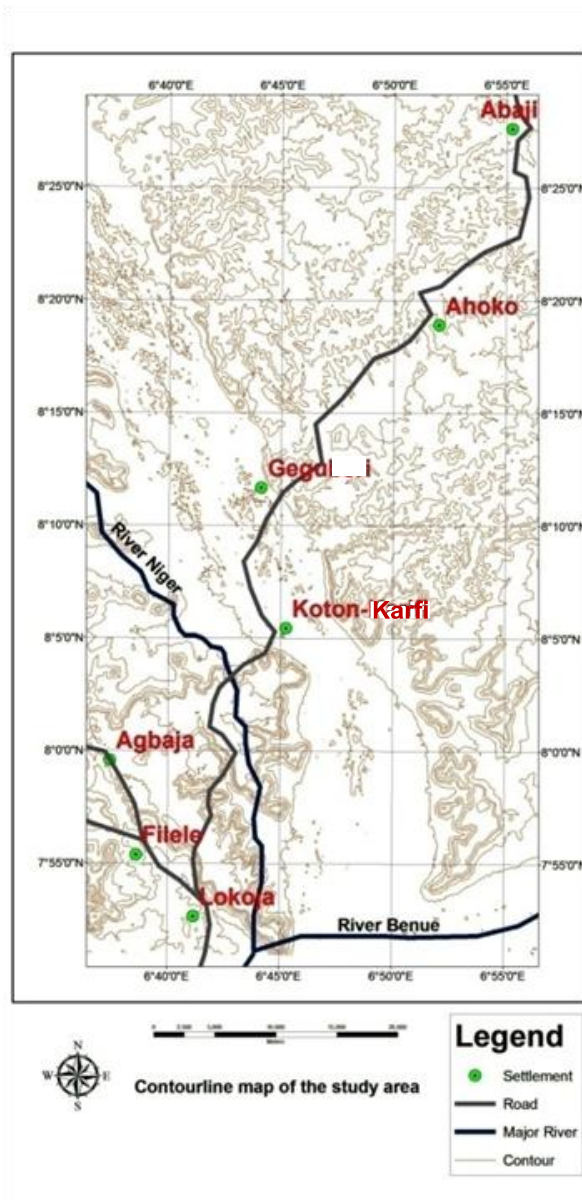 6°40'0"E 6°45'0"E 6°50'0"E 6°55'0"E
Abaji
8°25'0"N 8°25'0"N
8°20'0"N 8°20'0"N
Ahoko
8°15'0"N 8°15'0"N
8°10'0"N 8°10'0"N
River Niger
Koton-Karfi
8°5'0"N 8°5'0"N
Agbaja
8°0'0"N 8°0'0"N
Filele
7°55'0"N 7°55'0"N
Lokoja
River Benue
6°40'0"E 6°45'0"E 6°50'0"E 6°55'0"E
N
W E
S
Contourline map of the study area
Legend
Settlement
Road
Major River
Contour